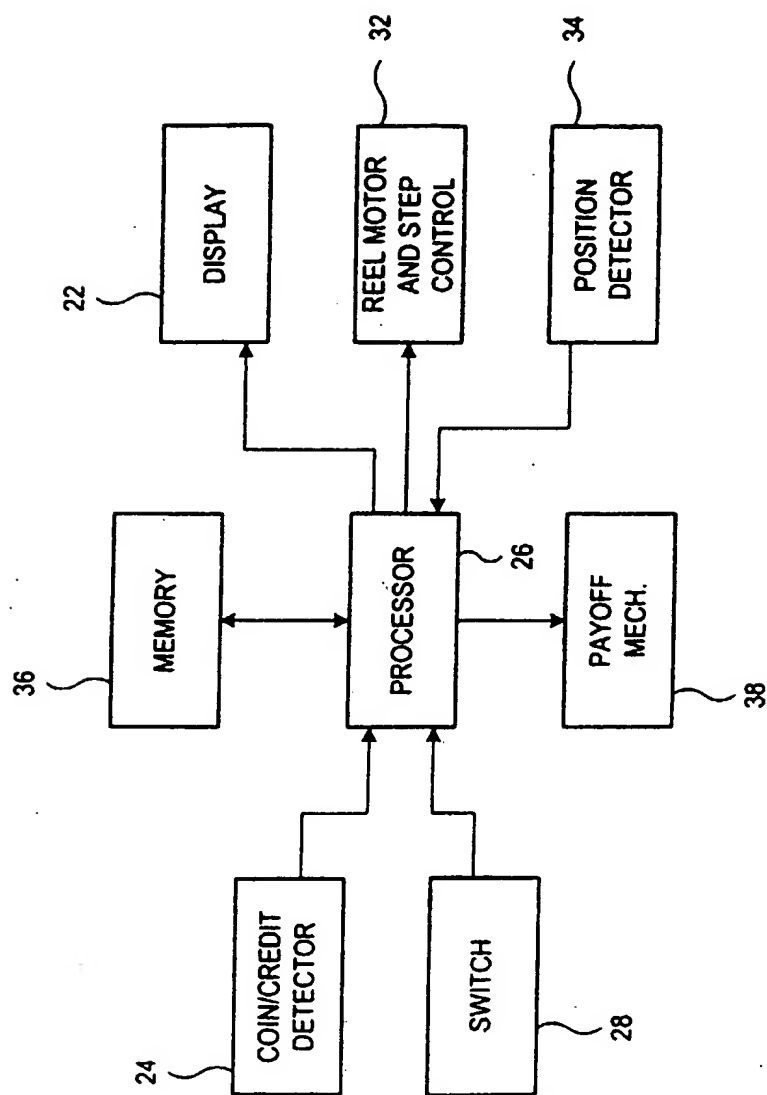 36
MEMORY
22
DISPLAY
24
COIN/CREDIT
DETECTOR
PROCESSOR
26
REEL MOTOR
AND STEP
CONTROL
32
SWITCH
28
PAYOFF
MECH.
38
POSITION
DETECTOR
34